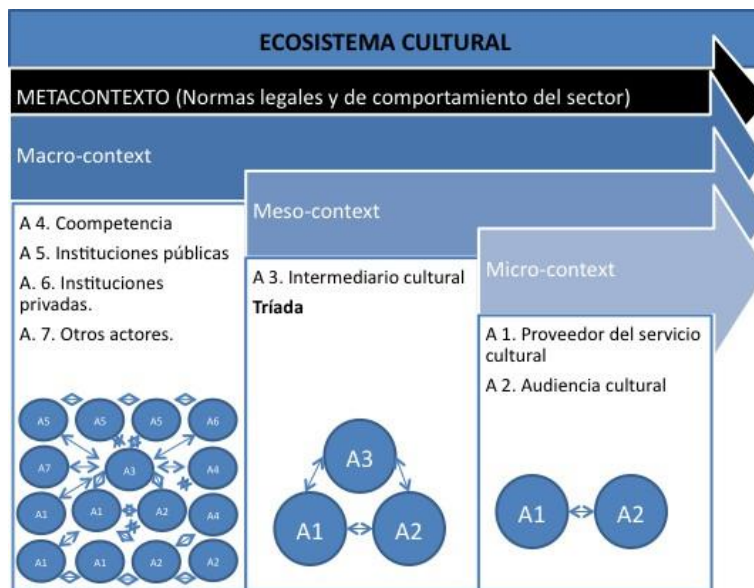 ECOSISTEMA CULTURAL
METACONTEXTO (Normas legales y de comportamiento del sector)
Macro-context
A 4. Coompetencia
A 5. Instituciones públicas
A. 6. Instituciones
privadas.
A. 7. Otros actores.
A5 A5 A5 A6
A7 A3 A4
A1 A1 A2 A4
A1 A1 A2 A2
Meso-context
A 3. Intermediario cultural
Tríada
A3
A1 A2
Micro-context
A 1. Proveedor del servicio
cultural
A 2. Audiencia cultural
A1 A2